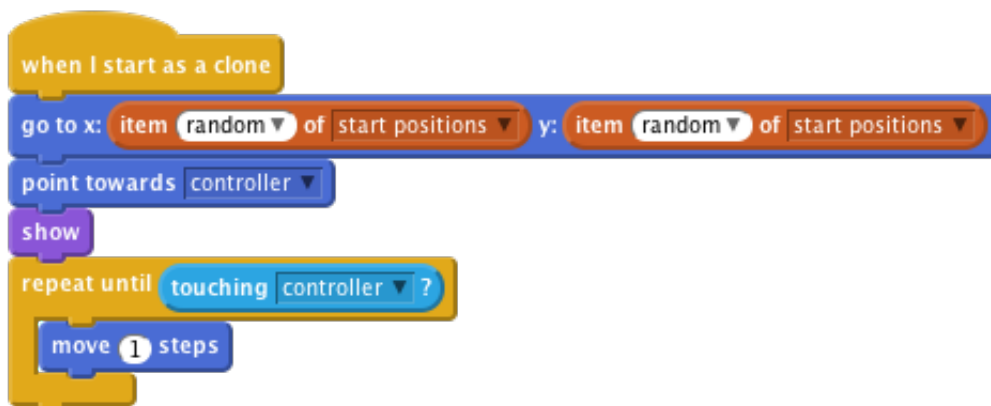 when I start as a clone
go to x: item random of start positions y: item random of start positions
point towards controller
show
repeat until touching controller ?
move 1 steps